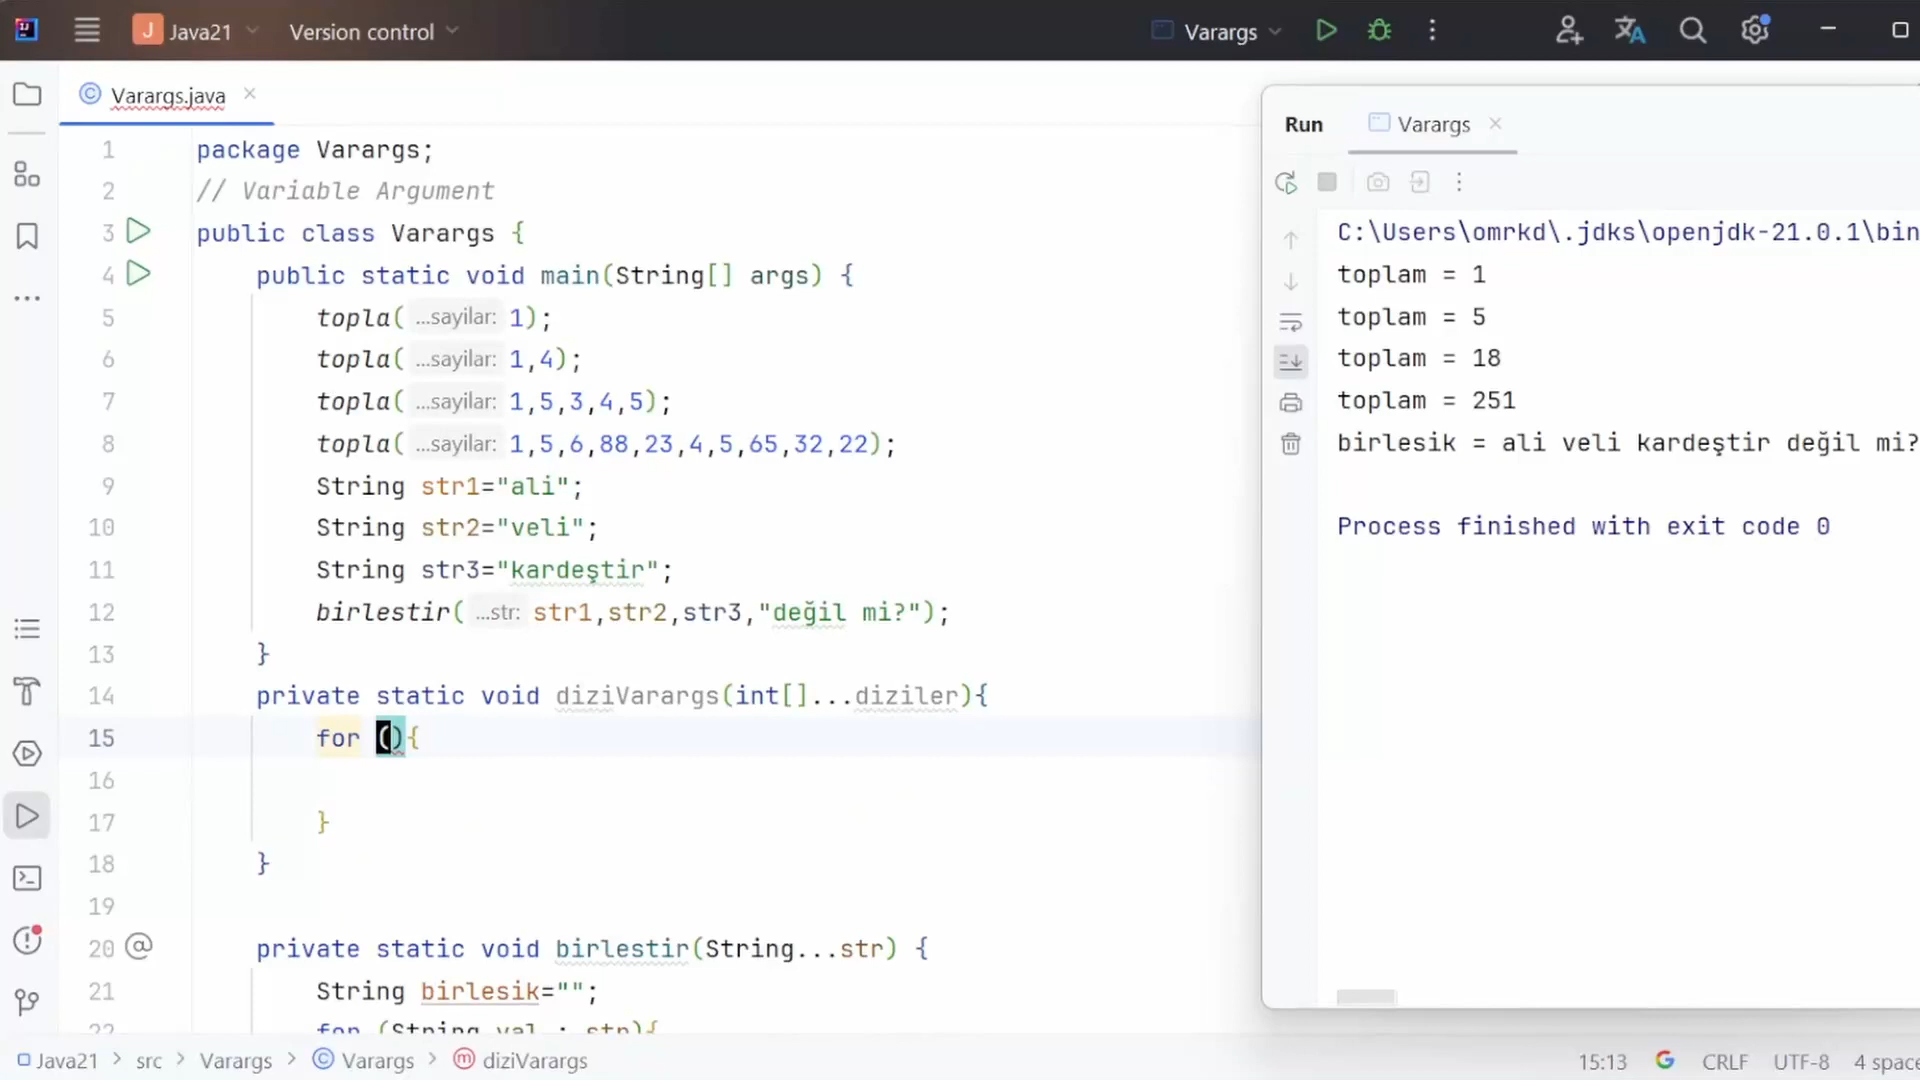 J Java21
Version control
Varargs
Varargs.java
1 package Varargs;
2 // Variable Argument
3 public class Varargs {
4 public static void main(String[] args) {
5 topla( ...sayilar: 1);
6 topla( ...sayilar: 1,4);
7 topla( ...sayilar: 1,5,3,4,5);
8 topla( ...sayilar: 1,5,6,88,23,4,5,65,32,22);
9 String str1="ali";
10 String str2="veli";
11 String str3="kardeştir";
12 birlestir( ...str: str1,str2,str3,"değil mi?");
13 }
14 private static void diziVarargs(int[]...diziler){
15 for (){
16
17 }
18 }
19
20 @ private static void birlestir(String...str) {
21 String birlesik="";
22 for (String val : str){
Run Varargs
C:\Users\omrkd\.jdks\openjdk-21.0.1\bin
toplam = 1
toplam = 5
toplam = 18
toplam = 251
birlesik = ali veli kardeştir değil mi?
Process finished with exit code 0
Java21 > src > Varargs > Varargs > diziVarargs
15:13 CRLF UTF-8 4 space